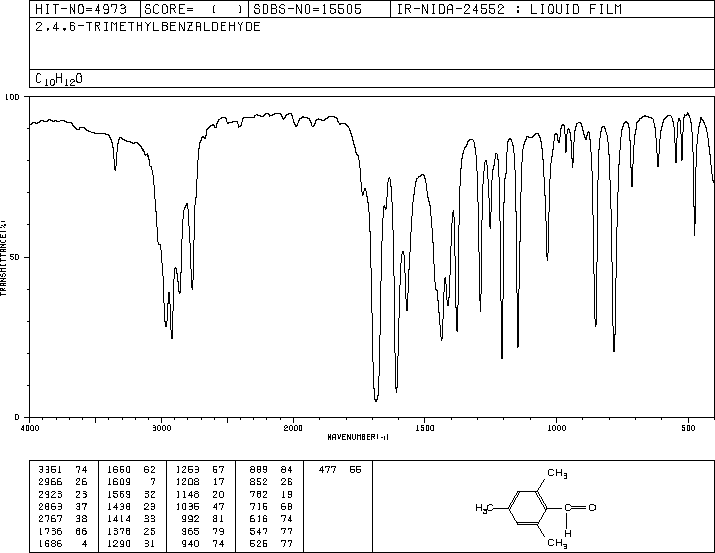 HIT-NO=4973 SCORE= ( ) SDBS-NO=15505 IR-NIDA-24552 : LIQUID FILM
2,4,6-TRIMETHYLBENZALDEHYDE
C10H12O
100
50
0
TRANSMITTANCE(%)
4000 3000 2000 1500 1000 500
WAVENUMBER(-1)
3361 74 1660 62 1253 57 889 84 477 55
2966 26 1609 7 1208 17 852 26
2923 23 1569 32 1148 20 782 19
2863 37 1438 23 1036 47 716 68
2767 38 1414 33 992 81 616 74
1736 66 1378 25 965 79 547 77
1686 4 1290 31 940 74 526 77
CH3
H3C
O
H
CH3